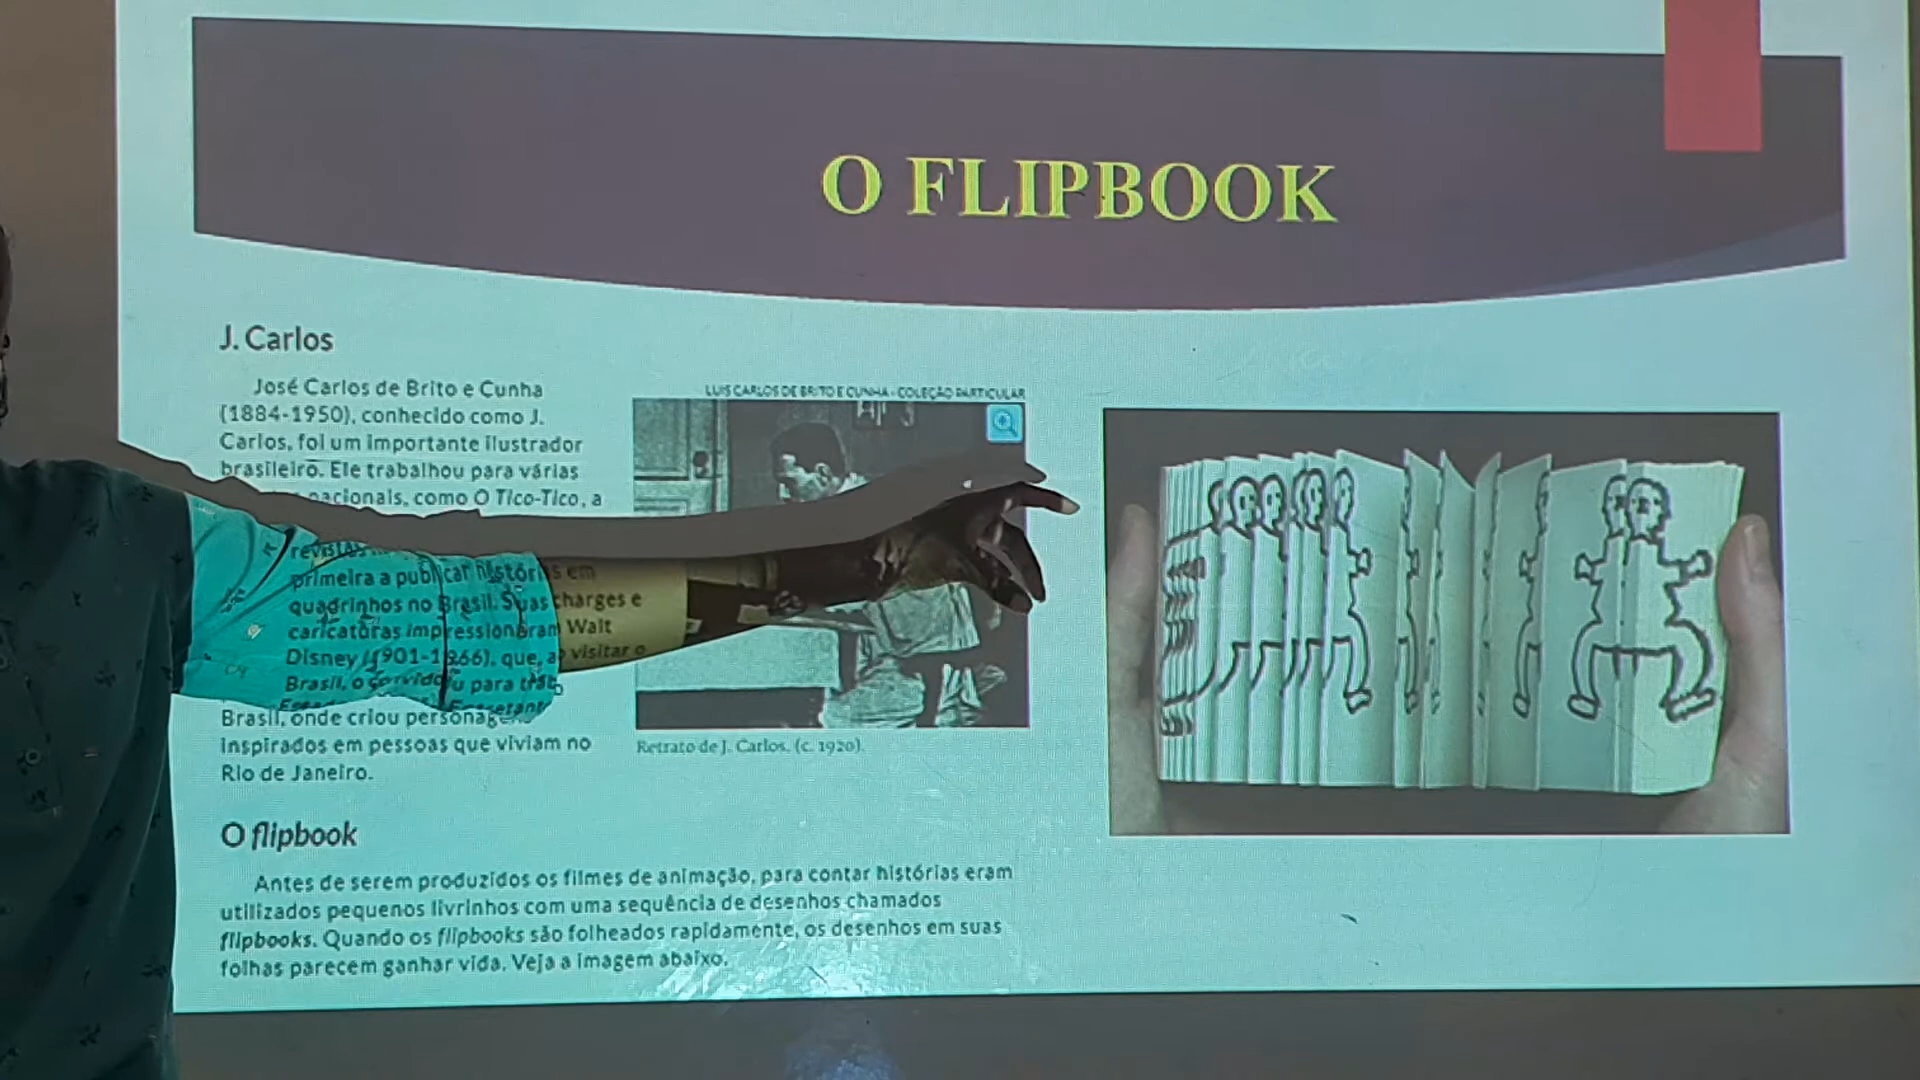 O FLIPBOOK
J. Carlos
José Carlos de Brito e Cunha
(1884-1950), conhecido como J.
Carlos, foi um importante ilustrador
brasileiro. Ele trabalhou para várias
nacionais, como O Tico-Tico, a
revistas
primeira a publicar histórias em
quadrinhos no Brasil. Suas charges e
caricaturas impressionaram Walt
Disney (1901-1966), que, ao visitar o
Brasil, o convidou para
Brasil, onde criou personagens
inspirados em pessoas que viviam no
Rio de Janeiro.
LUIS CARLOS DE BRITO E CUNHA - COLEÇÃO PARTICULAR
Retrato de J. Carlos, (c. 1920).
O flipbook
Antes de serem produzidos os filmes de animação, para contar histórias eram
utilizados pequenos livrinhos com uma sequência de desenhos chamados
flipbooks. Quando os flipbooks são folheados rapidamente, os desenhos em suas
folhas parecem ganhar vida. Veja a imagem abaixo.